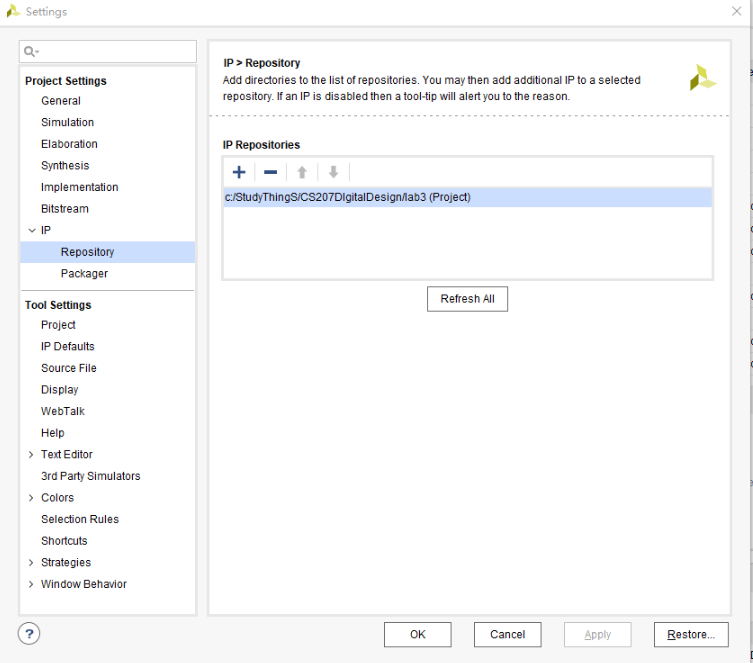 Settings
Project Settings
General
Simulation
Elaboration
Synthesis
Implementation
Bitstream
IP
Repository
Packager
Tool Settings
Project
IP Defaults
Source File
Display
WebTalk
Help
Text Editor
3rd Party Simulators
Colors
Selection Rules
Shortcuts
Strategies
Window Behavior
IP > Repository
Add directories to the list of repositories. You may then add additional IP to a selected
repository. If an IP is disabled then a tool-tip will alert you to the reason.
IP Repositories
c:/StudyThingS/CS207DIgitalDesign/lab3 (Project)
Refresh All
?
OK
Cancel
Apply
Restore...